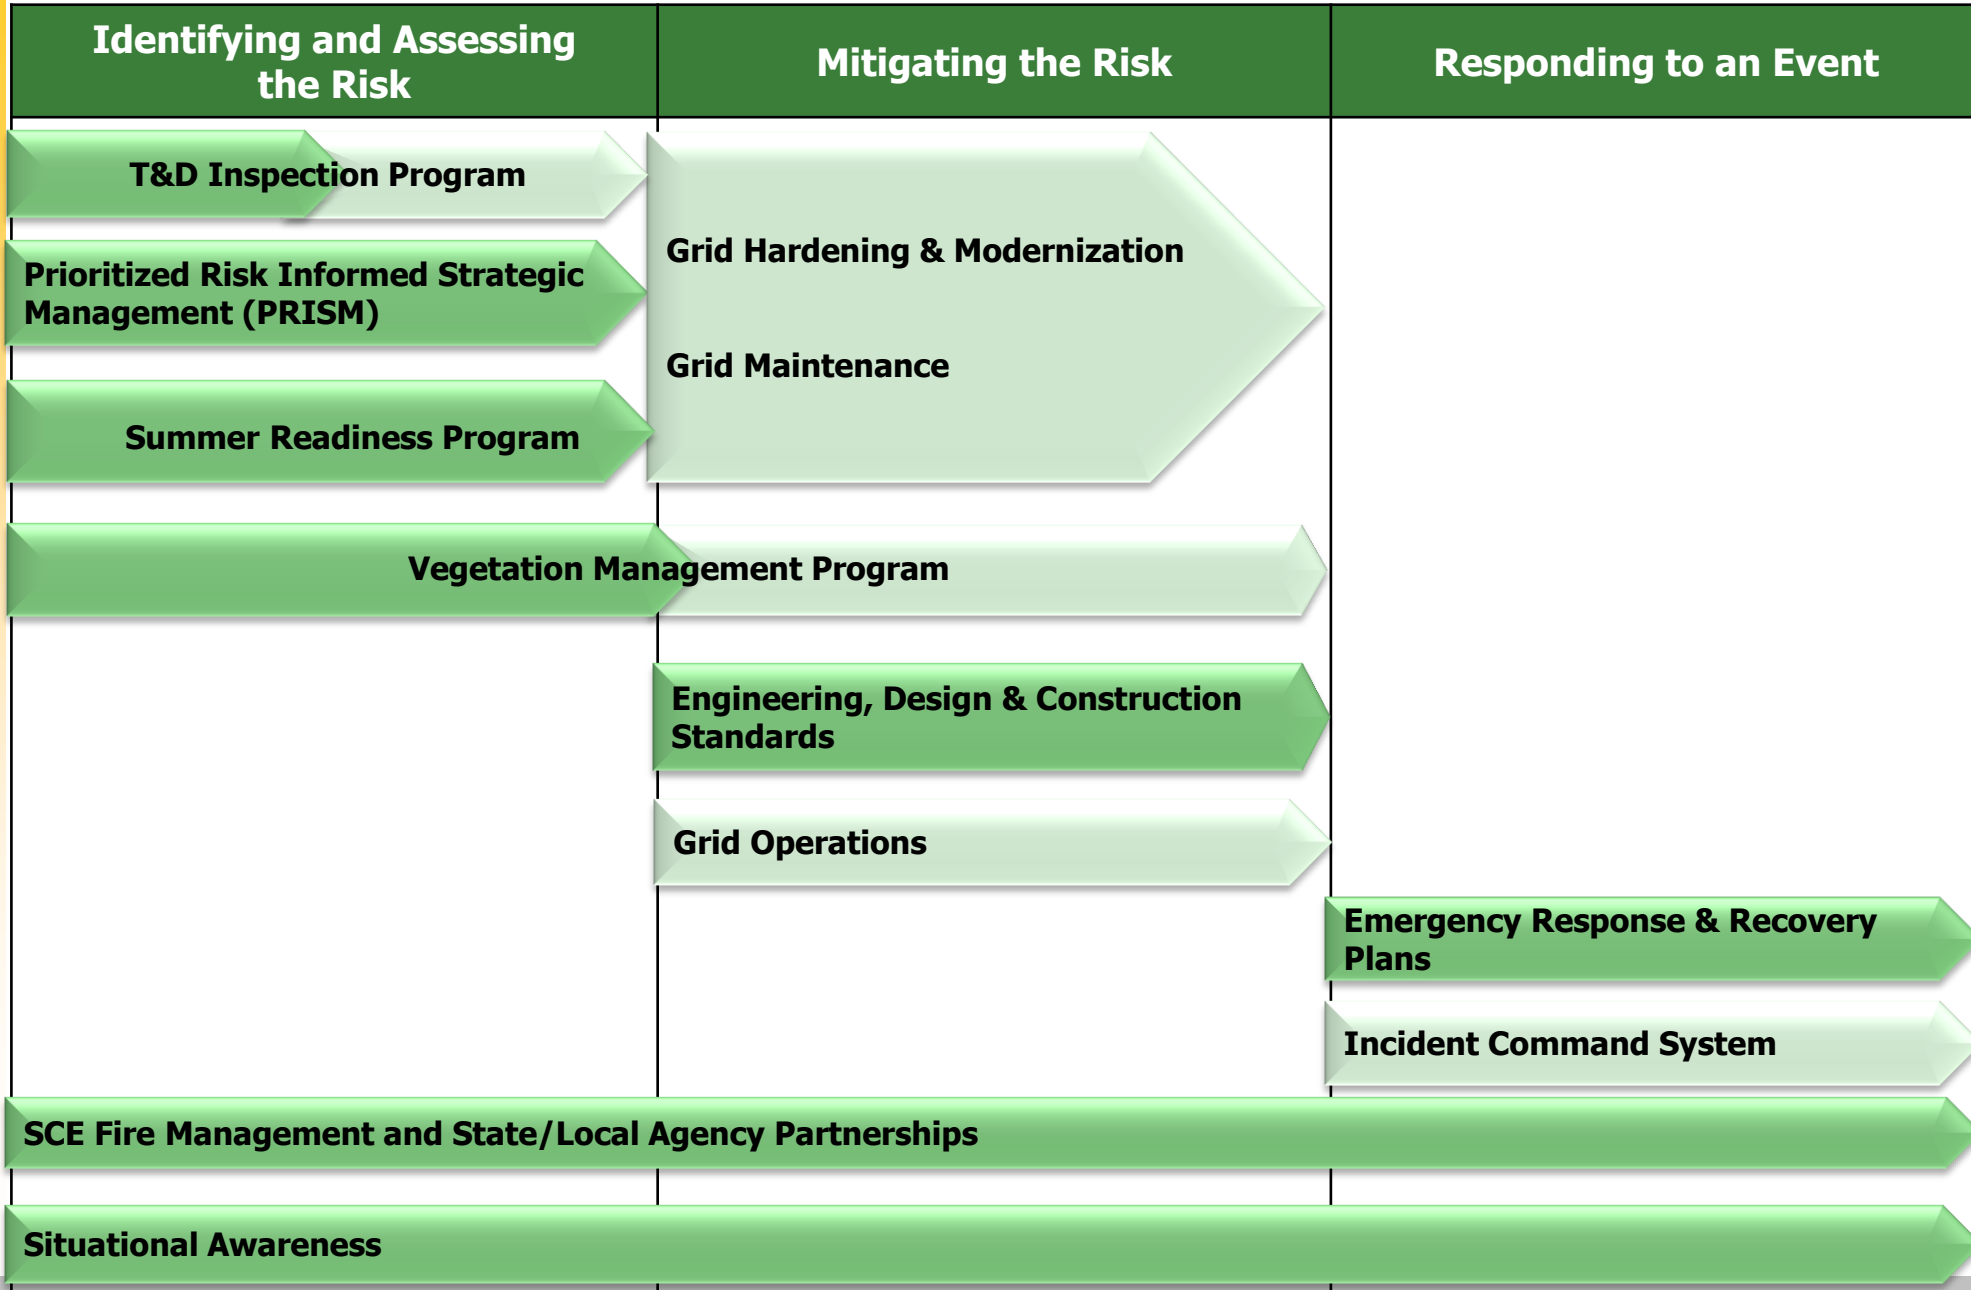 Identifying and Assessing
the Risk
Mitigating the Risk
Responding to an Event
T&D Inspection Program
Prioritized Risk Informed Strategic
Management (PRISM)
Summer Readiness Program
Grid Hardening & Modernization
Grid Maintenance
Vegetation Management Program
Engineering, Design & Construction
Standards
Grid Operations
Emergency Response & Recovery
Plans
Incident Command System
SCE Fire Management and State/Local Agency Partnerships
Situational Awareness